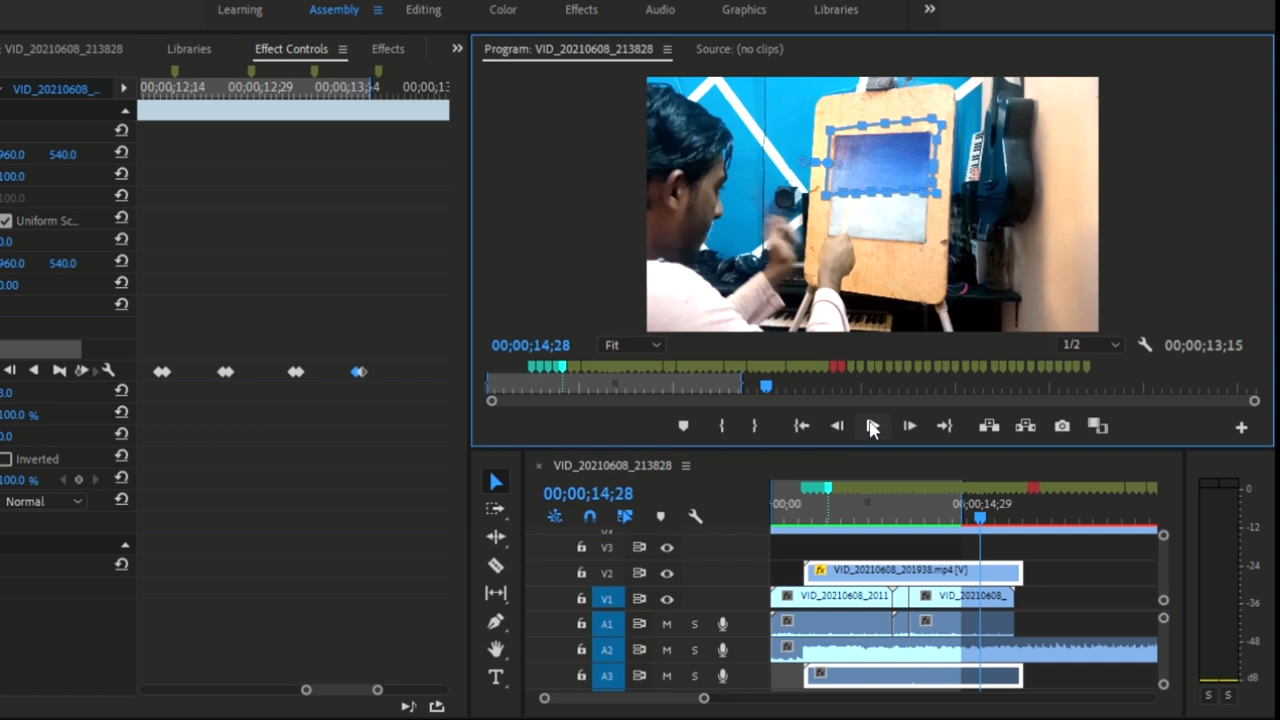 Learning Assembly Editing Color Effects Audio Graphics Libraries
: VID_20210608_213828 Libraries Effect Controls Effects
Program: VID_20210608_213828 Source: (no clips)
VID_20210608_...
00;00;12;14 00;00;12;29 00;00;13;
960.0 540.0
100.0
100.0
Uniform Sc...
0.0
960.0 540.0
0.00
00;00;14;28 Fit 1/2 00;00;13;15
3.0
100.0 %
0.0
Inverted
100.0 %
Normal
× VID_20210608_213828
00;00;14;28
:00;00 00;00;14;29
V3
V2 VID_20210608_201938.mp4 [V]
V1 VID_20210608_2011 VID_20210608_
A1 M S
A2 M S
A3 M S
T
0
-12
-24
-36
-48
dB
S S
fx